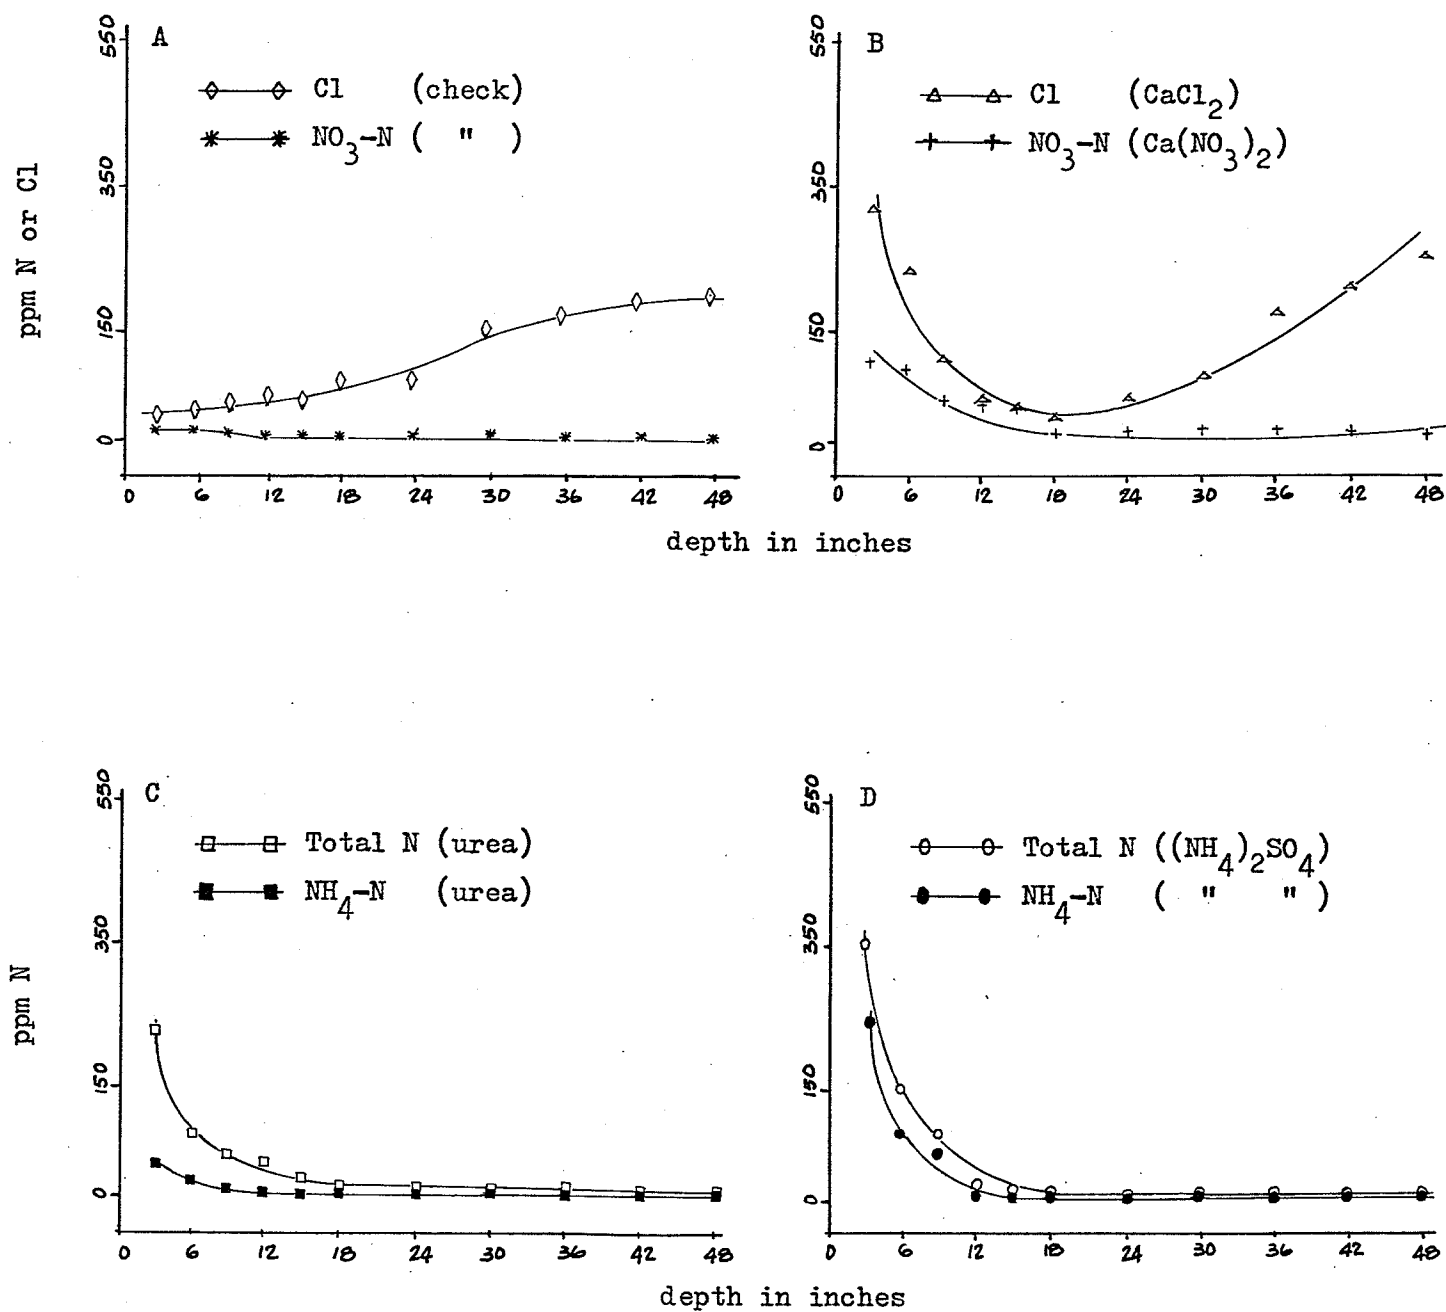 A
Cl (check)
NO3-N ( " )
550
350
150
0
0 6 12 18 24 30 36 42 48
ppm N or Cl
B
Cl (CaCl2)
NO3-N (Ca(NO3)2)
550
350
150
0
0 6 12 18 24 30 36 42 48
depth in inches
C
Total N (urea)
NH4-N (urea)
550
350
150
0
0 6 12 18 24 30 36 42 48
ppm N
D
Total N ((NH4)2SO4)
NH4-N ( " " )
550
350
150
0
0 6 12 18 24 30 36 42 48
depth in inches